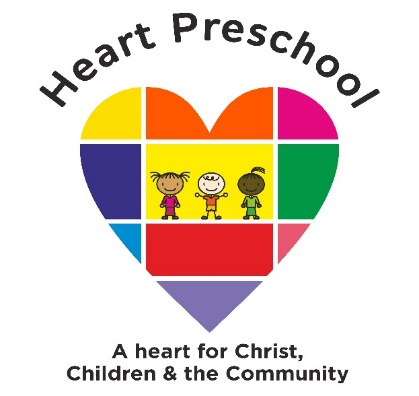 Heart Preschool
A heart for Christ,
Children & the Community